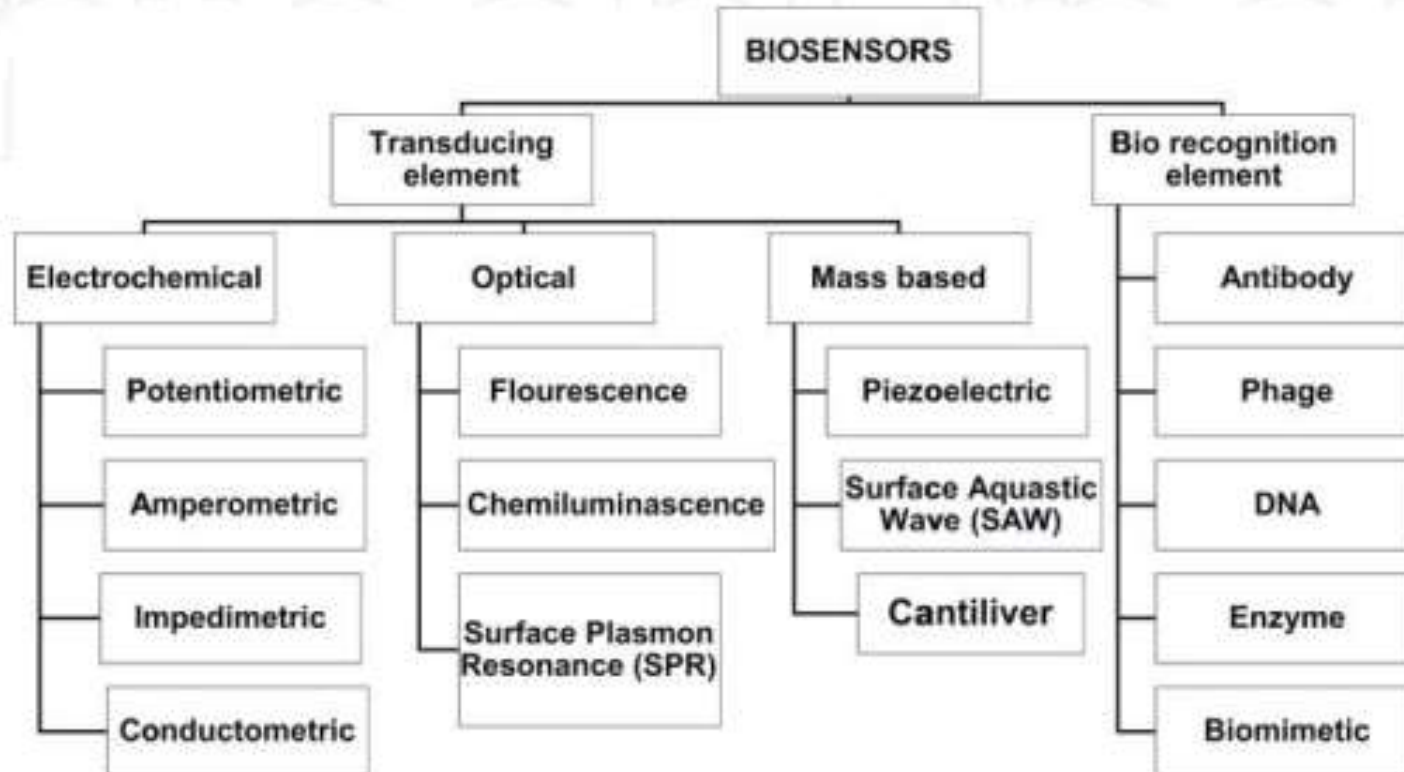 BIOSENSORS
Transducing
element
Bio recognition
element
Electrochemical
Optical
Mass based
Antibody
Potentiometric
Flourescence
Piezoelectric
Phage
Amperometric
Chemiluminascence
Surface Aquastic
Wave (SAW)
DNA
Impedimetric
Surface Plasmon
Resonance (SPR)
Cantiliver
Enzyme
Conductometric
Biomimetic